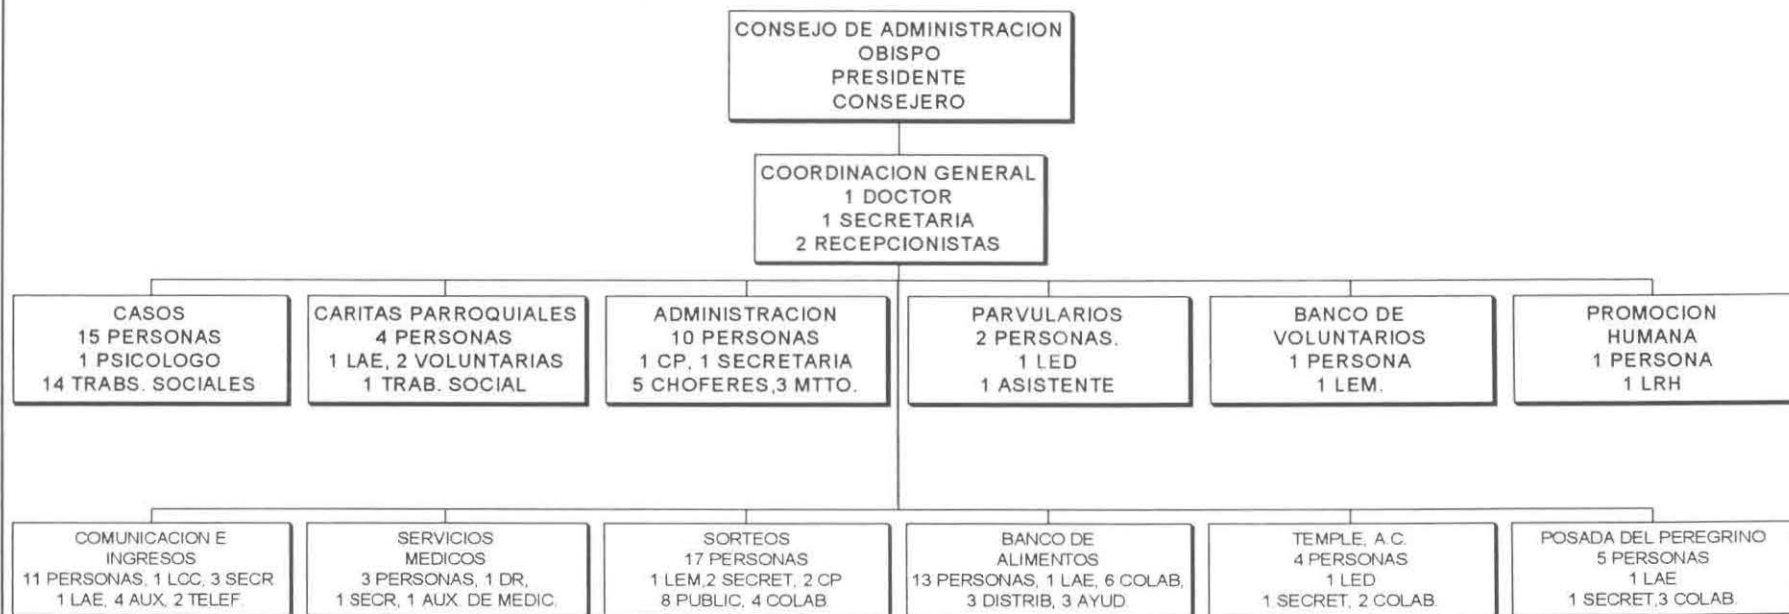 CONSEJO DE ADMINISTRACION
OBISPO
PRESIDENTE
CONSEJERO
COORDINACION GENERAL
1 DOCTOR
1 SECRETARIA
2 RECEPCIONISTAS
CASOS
15 PERSONAS
1 PSICOLOGO
14 TRABS. SOCIALES
CARITAS PARROQUIALES
4 PERSONAS
1 LAE, 2 VOLUNTARIAS
1 TRAB. SOCIAL
ADMINISTRACION
10 PERSONAS
1 CP, 1 SECRETARIA
5 CHOFERES,3 MTTO.
PARVULARIOS
2 PERSONAS.
1 LED
1 ASISTENTE
BANCO DE
VOLUNTARIOS
1 PERSONA
1 LEM.
PROMOCION
HUMANA
1 PERSONA
1 LRH
COMUNICACION E
INGRESOS
11 PERSONAS, 1 LCC, 3 SECR
1 LAE, 4 AUX, 2 TELEF.
SERVICIOS
MEDICOS
3 PERSONAS, 1 DR,
1 SECR, 1 AUX. DE MEDIC.
SORTEOS
17 PERSONAS
1 LEM,2 SECRET, 2 CP
8 PUBLIC, 4 COLAB.
BANCO DE
ALIMENTOS
13 PERSONAS, 1 LAE, 6 COLAB,
3 DISTRIB, 3 AYUD
TEMPLE, A.C.
4 PERSONAS
1 LED
1 SECRET, 2 COLAB.
POSADA DEL PEREGRINO
5 PERSONAS
1 LAE
1 SECRET,3 COLAB.